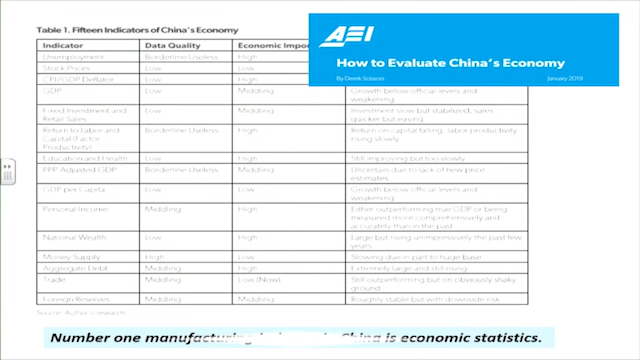 Table 1. Fifteen Indicators of China's Economy
AEI
How to Evaluate China's Economy
By Derek Scissors January 2019
Indicator Data Quality Economic Impor
Unemployment Borderline Useless High
Stock Prices Low Low
CPI/GDP Deflator Low High
GDP Low Middling Growth below official levels and
weakening
Fixed Investment and Low Middling Investment slow but stabilized, sales
Retail Sales quicker but easing
Return to Labor and Borderline Useless High Return on capital falling, labor productivity
Capital (Factor rising slowly
Productivity)
Education and Health Low High Still improving but too slowly
PPP Adjusted GDP Borderline Useless Middling Uncertain due to lack of new price
estimates
GDP per Capita Low Low Growth below official levels and
weakening
Personal Income Middling High Either outperforming true GDP or being
measured more comprehensively and
accurately than in the past
National Wealth Low High Large but rising unimpressively the past few
years
Money Supply High Low Slowing due in part to huge base
Aggregate Debt Middling High Extremely large and still rising
Trade Middling Low (Now) Still outperforming but on obviously shaky
ground
Foreign Reserves Middling Middling Roughly stable but with downside risk
Source: Author's research.
Number one manufacturing in China is economic statistics.